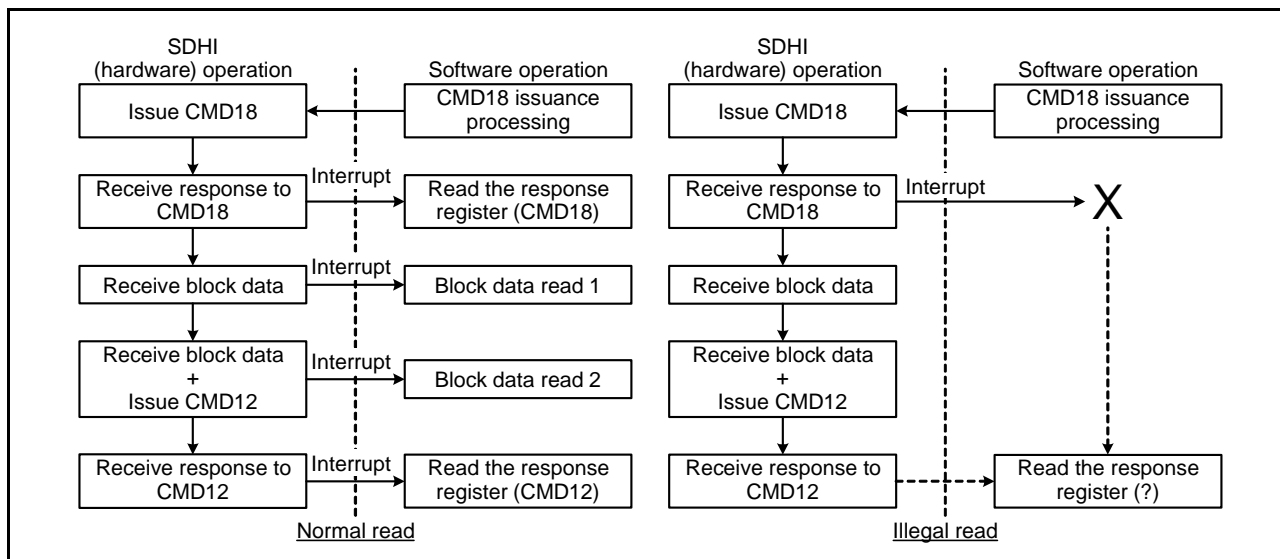 SDHI
(hardware) operation
Software operation
Issue CMD18
CMD18 issuance
processing
Receive response to
CMD18
Interrupt
Read the response
register (CMD18)
Receive block data
Interrupt
Block data read 1
Receive block data
+
Issue CMD12
Interrupt
Block data read 2
Receive response to
CMD12
Interrupt
Read the response
register (CMD12)
Normal read
SDHI
(hardware) operation
Software operation
Issue CMD18
CMD18 issuance
processing
Receive response to
CMD18
Interrupt
X
Receive block data
Receive block data
+
Issue CMD12
Receive response to
CMD12
Read the response
register (?)
Illegal read